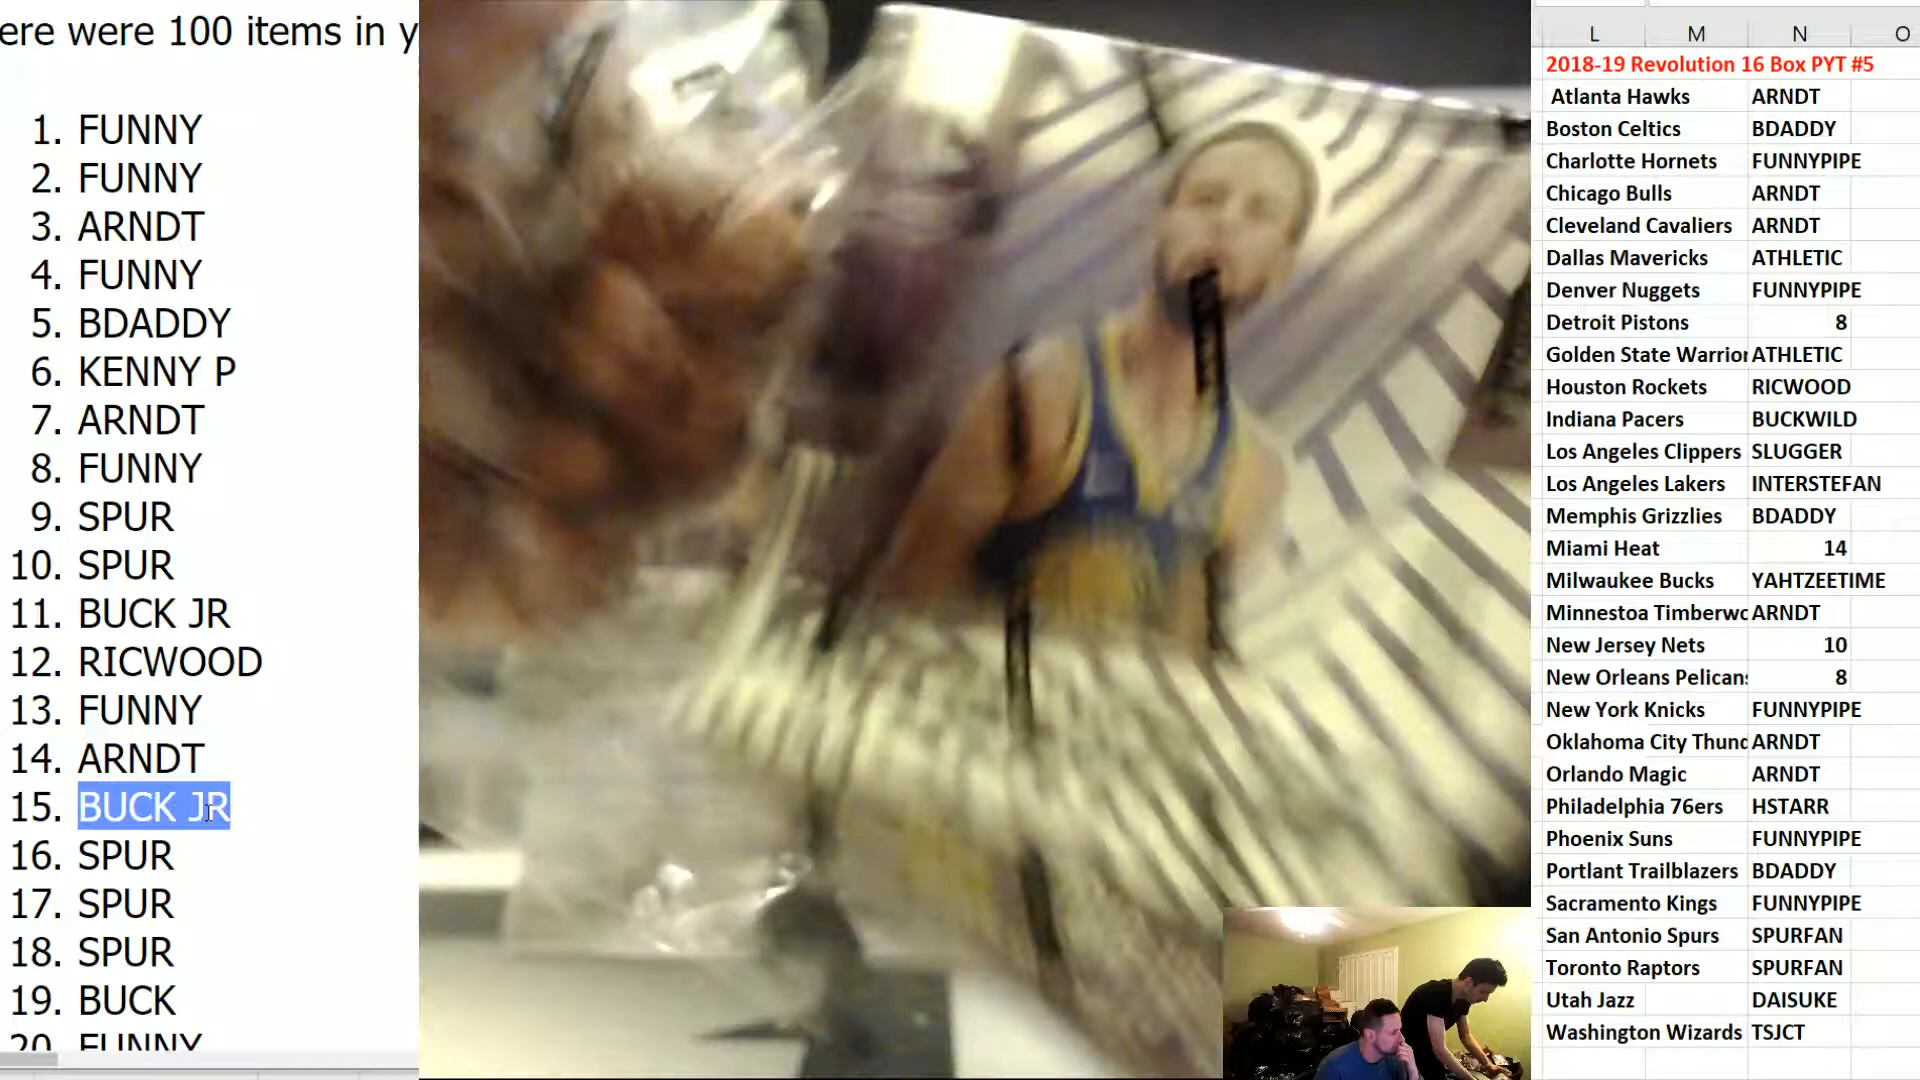 ere were 100 items in y
1. FUNNY
2. FUNNY
3. ARNDT
4. FUNNY
5. BDADDY
6. KENNY P
7. ARNDT
8. FUNNY
9. SPUR
10. SPUR
11. BUCK JR
12. RICWOOD
13. FUNNY
14. ARNDT
15. BUCK JR
16. SPUR
17. SPUR
18. SPUR
19. BUCK
20. FUNNY
L M N O
2018-19 Revolution 16 Box PYT #5
Atlanta Hawks ARNDT
Boston Celtics BDADDY
Charlotte Hornets FUNNYPIPE
Chicago Bulls ARNDT
Cleveland Cavaliers ARNDT
Dallas Mavericks ATHLETIC
Denver Nuggets FUNNYPIPE
Detroit Pistons 8
Golden State Warrior ATHLETIC
Houston Rockets RICWOOD
Indiana Pacers BUCKWILD
Los Angeles Clippers SLUGGER
Los Angeles Lakers INTERSTEFAN
Memphis Grizzlies BDADDY
Miami Heat 14
Milwaukee Bucks YAHTZEETIME
Minnestoa Timberwo ARNDT
New Jersey Nets 10
New Orleans Pelicans 8
New York Knicks FUNNYPIPE
Oklahoma City Thund ARNDT
Orlando Magic ARNDT
Philadelphia 76ers HSTARR
Phoenix Suns FUNNYPIPE
Portlant Trailblazers BDADDY
Sacramento Kings FUNNYPIPE
San Antonio Spurs SPURFAN
Toronto Raptors SPURFAN
Utah Jazz DAISUKE
Washington Wizards TSJCT